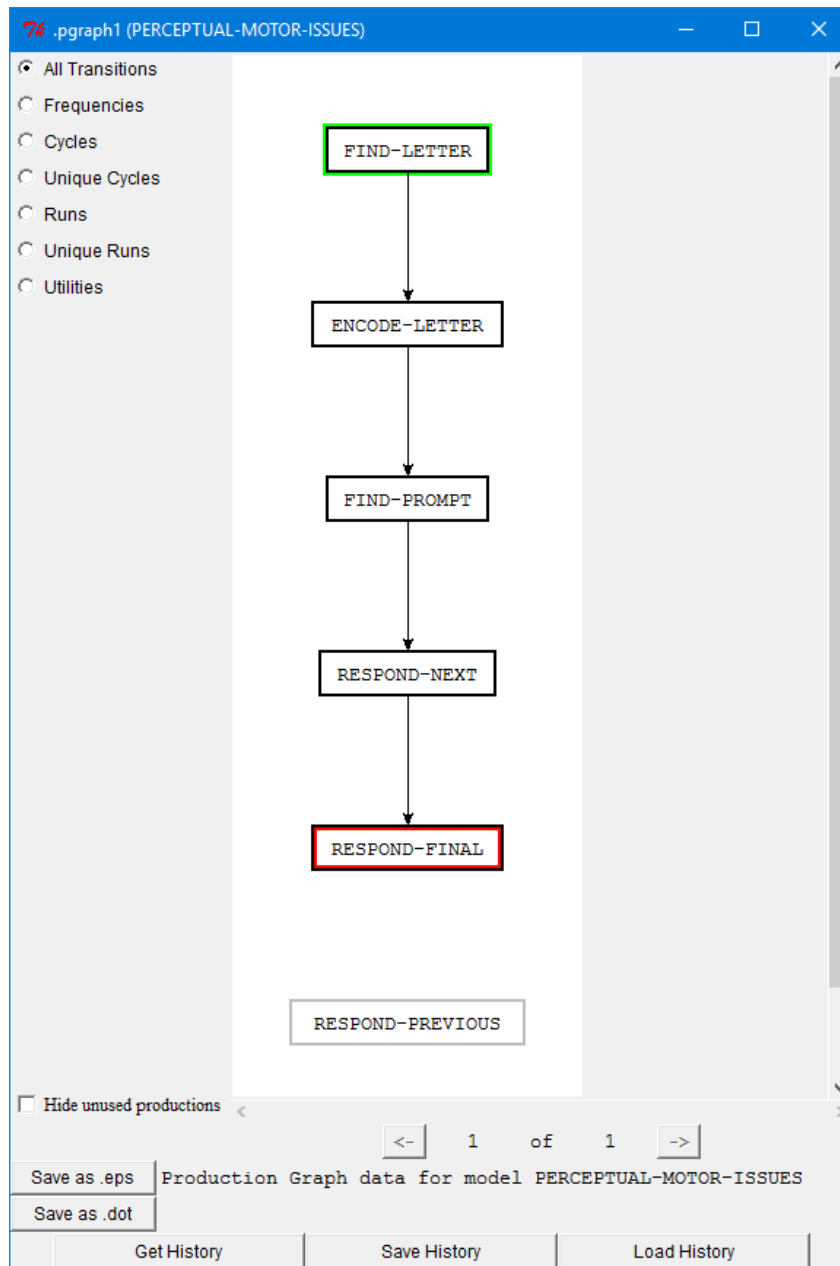 .pgraph1 (PERCEPTUAL-MOTOR-ISSUES)
All Transitions
Frequencies
Cycles
Unique Cycles
Runs
Unique Runs
Utilities
FIND-LETTER
ENCODE-LETTER
FIND-PROMPT
RESPOND-NEXT
RESPOND-FINAL
RESPOND-PREVIOUS
Hide unused productions
<- 1 of 1 ->
Save as .eps Production Graph data for model PERCEPTUAL-MOTOR-ISSUES
Save as .dot
Get History Save History Load History